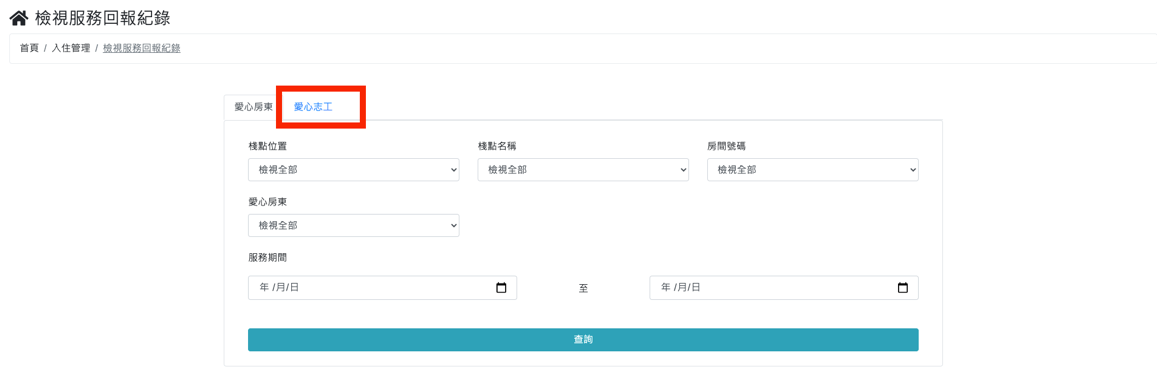 檢視服務回報紀錄
首頁 / 入住管理 / 檢視服務回報紀錄
愛心房東 愛心志工
棧點位置 棧點名稱 房間號碼
檢視全部 檢視全部 檢視全部
愛心房東
檢視全部
服務期間
年 /月/日 至 年 /月/日
查詢